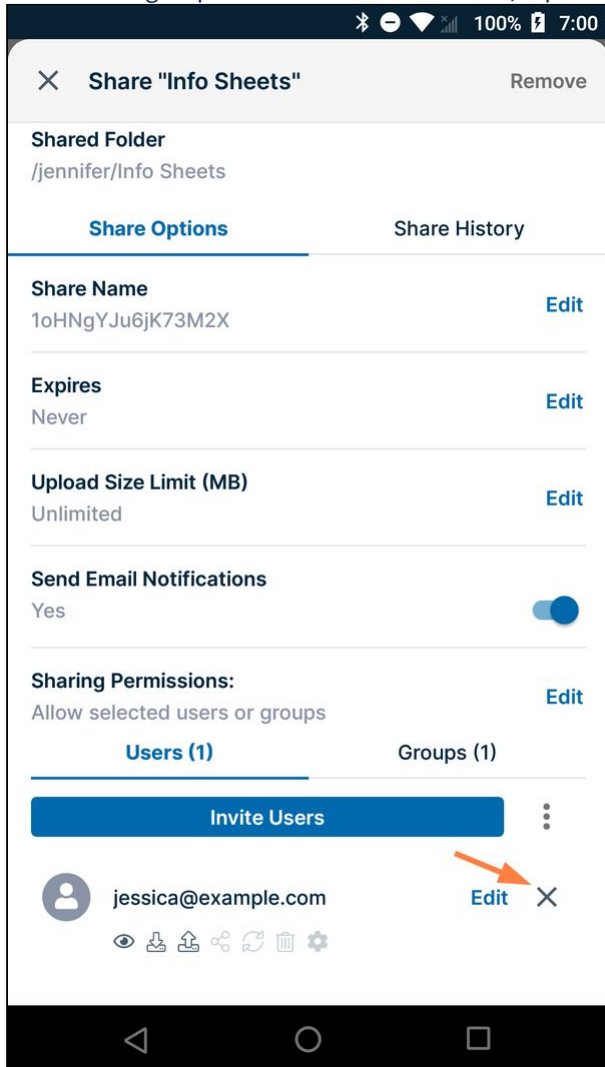 100% 7:00
Share "Info Sheets" Remove
Shared Folder
/jennifer/Info Sheets
Share Options Share History
Share Name
1oHNgYJu6jK73M2X Edit
Expires
Never Edit
Upload Size Limit (MB)
Unlimited Edit
Send Email Notifications
Yes
Sharing Permissions:
Allow selected users or groups Edit
Users (1) Groups (1)
Invite Users
jessica@example.com Edit